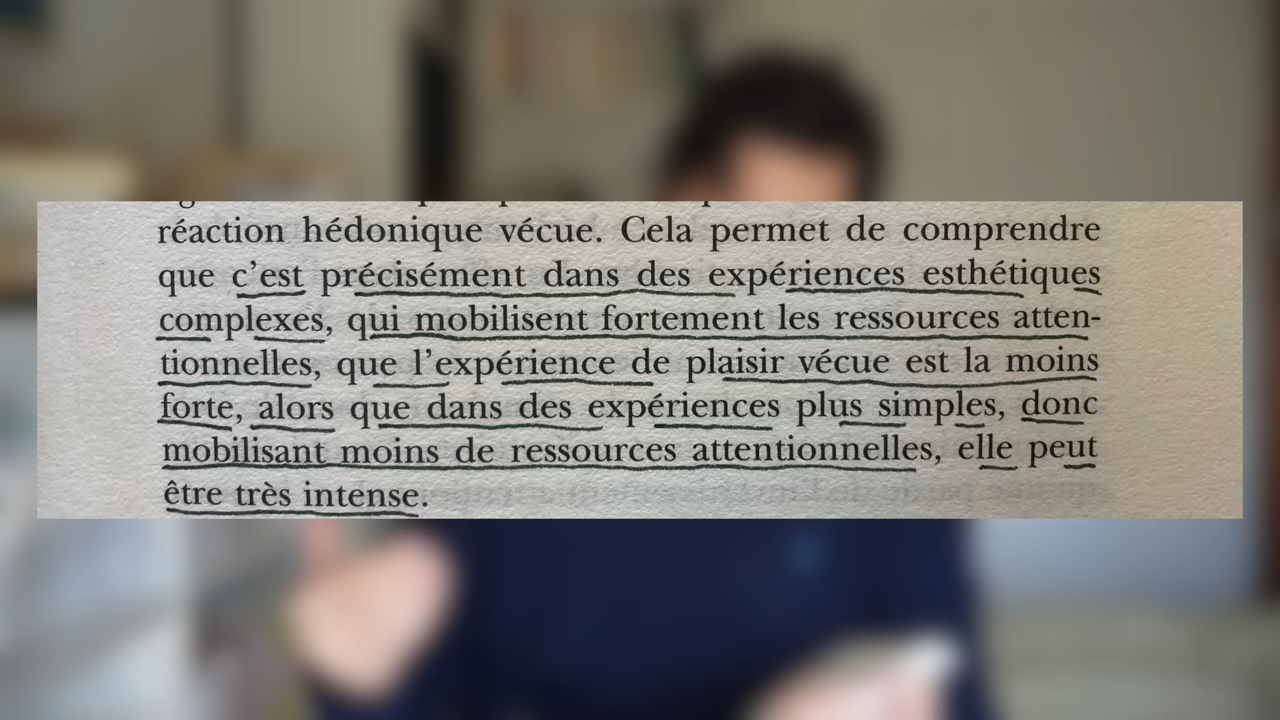 réaction hédonique vécue. Cela permet de comprendre
que c’est précisément dans des expériences esthétiques
complexes, qui mobilisent fortement les ressources atten-
tionnelles, que l’expérience de plaisir vécue est la moins
forte, alors que dans des expériences plus simples, donc
mobilisant moins de ressources attentionnelles, elle peut
être très intense.